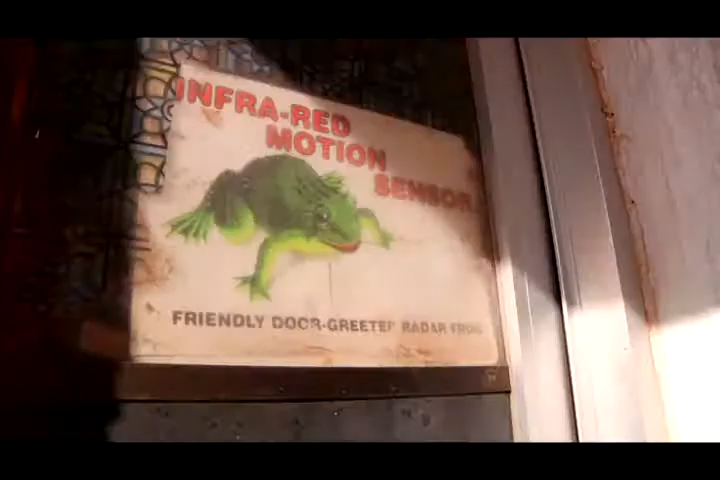 INFRA-RED
MOTION
SENSOR
FRIENDLY DOOR-GREETER RADAR FROG